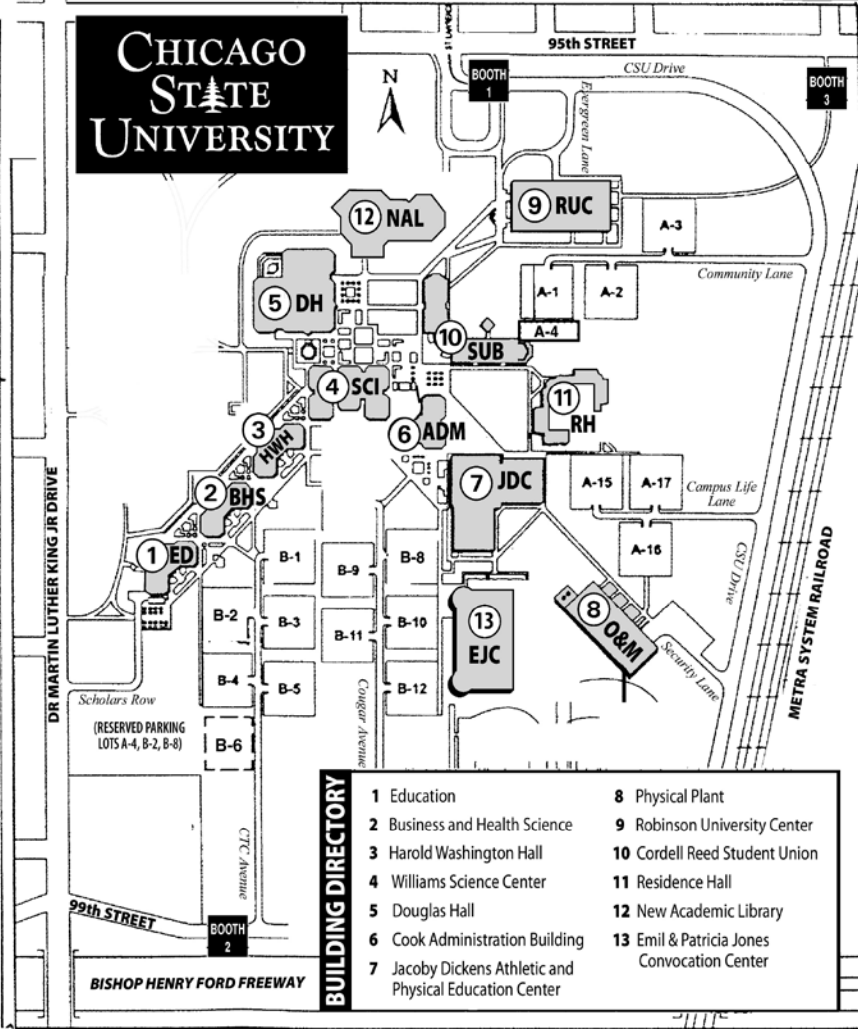 CHICAGO
STATE
UNIVERSITY
N
95th STREET
CSU Drive
BOOTH
1
BOOTH
3
Evergreen Lane
12 NAL
9 RUC
A-3
Community Lane
5 DH
A-1
A-2
A-4
10
SUB
4 SCI
11
RH
3
HWH
6 ADM
7 JDC
A-15
A-17
Campus Life
Lane
2
BHS
1 ED
A-16
CSU Drive
B-1
B-9
B-8
B-2
B-3
B-11
B-10
13
EJC
8
O&M
Security Lane
B-4
B-5
B-12
Scholars Row
(RESERVED PARKING
LOTS A-4, B-2, B-8)
B-6
Cougar Avenue
DR MARTIN LUTHER KING JR DRIVE
METRA SYSTEM RAILROAD
CTC Avenue
99th STREET
BOOTH
2
BISHOP HENRY FORD FREEWAY
BUILDING DIRECTORY
1 Education
2 Business and Health Science
3 Harold Washington Hall
4 Williams Science Center
5 Douglas Hall
6 Cook Administration Building
7 Jacoby Dickens Athletic and
Physical Education Center
8 Physical Plant
9 Robinson University Center
10 Cordell Reed Student Union
11 Residence Hall
12 New Academic Library
13 Emil & Patricia Jones
Convocation Center